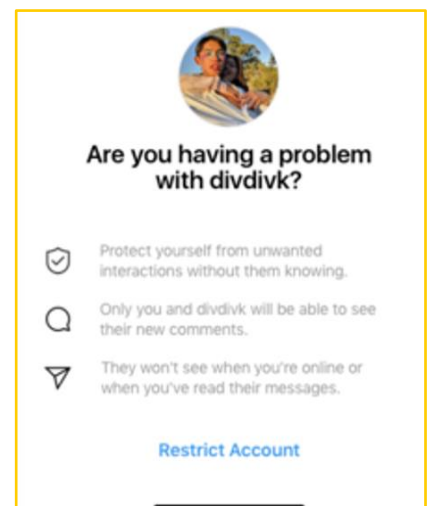 Are you having a problem
with divdivk?
Protect yourself from unwanted
interactions without them knowing.
Only you and divdivk will be able to see
their new comments.
They won't see when you're online or
when you've read their messages.
Restrict Account